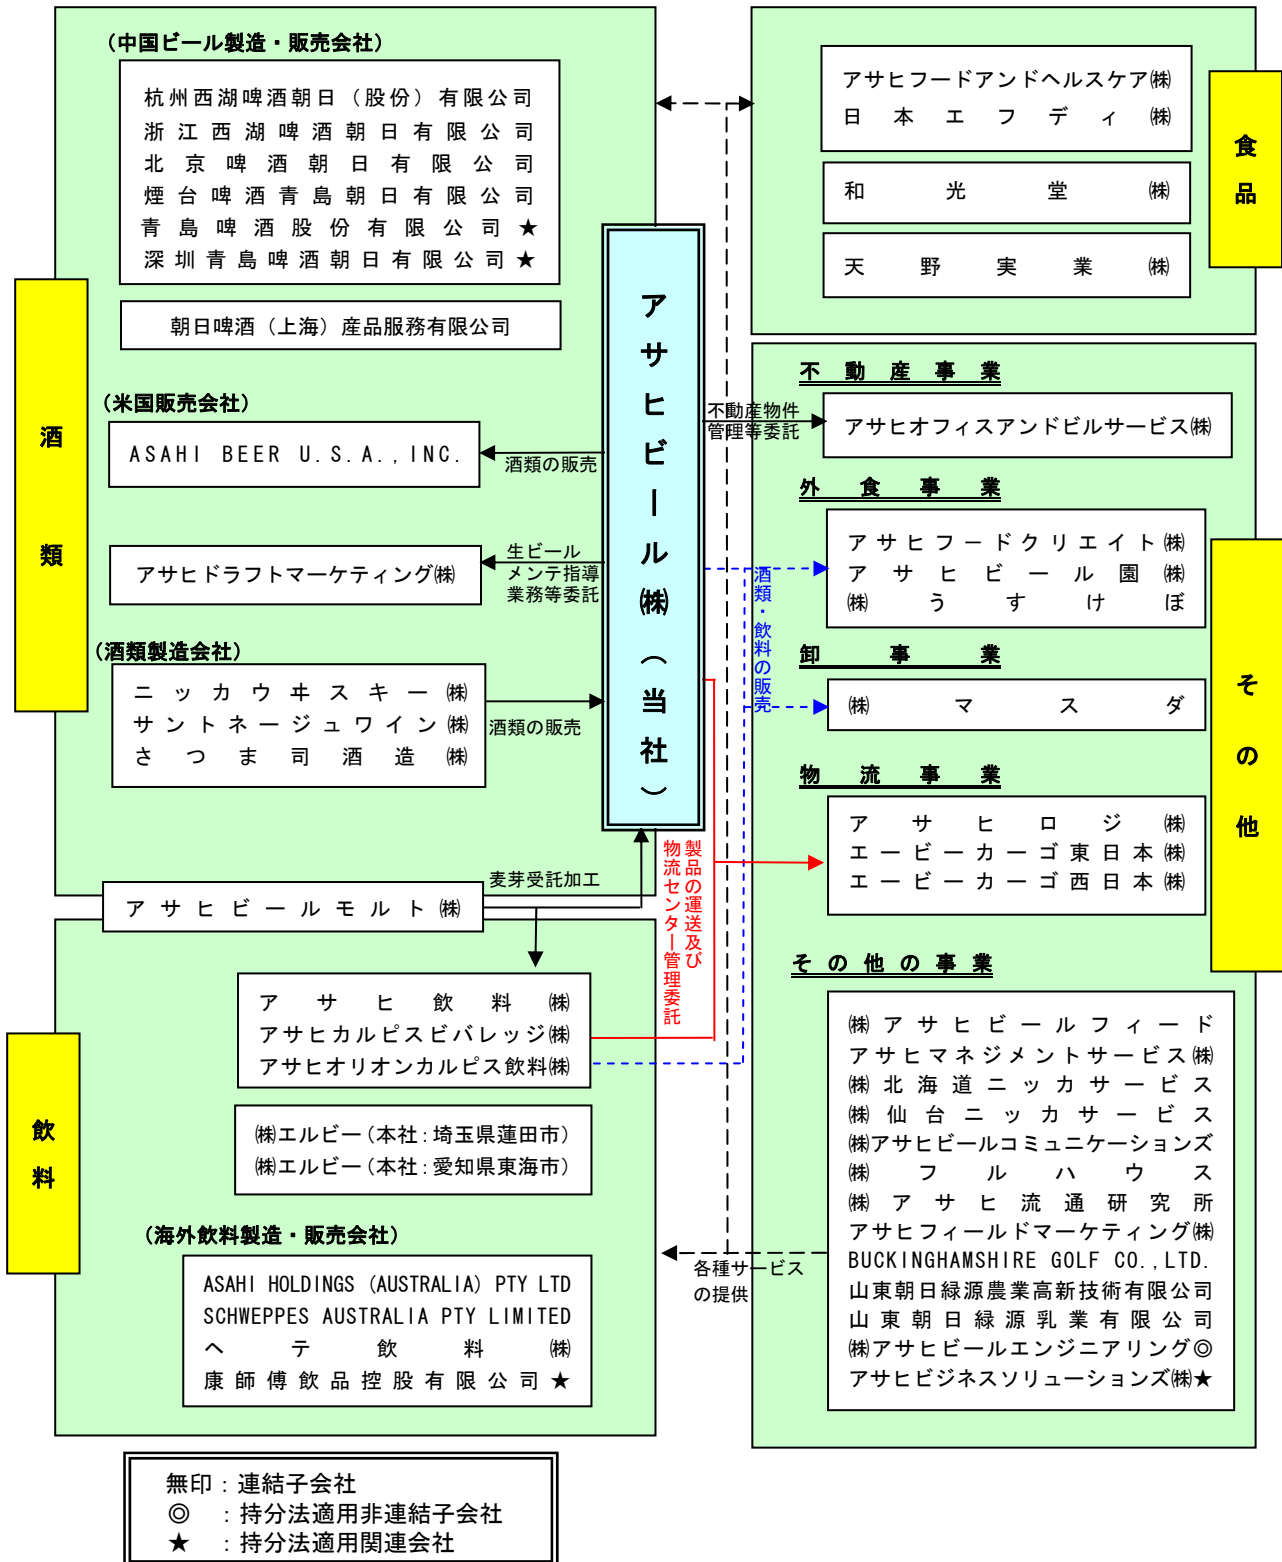 (中国ビール製造・販売会社)
杭州西湖啤酒朝日（股份）有限公司
浙江西湖啤酒朝日有限公司
北京啤酒朝日有限公司
煙台啤酒青島朝日有限公司
青島啤酒股份有限公司★
深圳青島啤酒朝日有限公司★
朝日啤酒（上海）産品服務有限公司
(米国販売会社)
ASAHI BEER U.S.A.,INC.
酒類の販売
アサヒドラフトマーケティング㈱
生ビール
メンテ指導
業務等委託
(酒類製造会社)
ニッカウヰスキー㈱
サントネージュワイン㈱
さつま司酒造㈱
酒類の販売
酒類
アサヒビール㈱（当社）
アサヒビールモルト㈱
麦芽受託加工
製品の運送及び
物流センター管理委託
飲料
アサヒ飲料㈱
アサヒカルピスビバレッジ㈱
アサヒオリオンカルピス飲料㈱
㈱エルビー(本社:埼玉県蓮田市)
㈱エルビー(本社:愛知県東海市)
(海外飲料製造・販売会社)
ASAHI HOLDINGS (AUSTRALIA) PTY LTD
SCHWEPPES AUSTRALIA PTY LIMITED
ヘテ飲料㈱
康師傅飲品控股有限公司★
食品
アサヒフードアンドヘルスケア㈱
日本エフディ㈱
和光堂㈱
天野実業㈱
その他
不動産事業
不動産物件
管理等委託
アサヒオフィスアンドビルサービス㈱
外食事業
アサヒフードクリエイト㈱
アサヒビール園㈱
㈱うすけぼ
酒類・飲料の販売
卸事業
㈱マスダ
物流事業
アサヒロジ㈱
エービーカーゴ東日本㈱
エービーカーゴ西日本㈱
その他の事業
㈱アサヒビールフィード
アサヒマネジメントサービス㈱
㈱北海道ニッカサービス
㈱仙台ニッカサービス
㈱アサヒビールコミュニケーションズ
㈱フルハウス
㈱アサヒ流通研究所
アサヒフィールドマーケティング㈱
BUCKINGHAMSHIRE GOLF CO.,LTD.
山東朝日緑源農業高新技術有限公司
山東朝日緑源乳業有限公司
㈱アサヒビールエンジニアリング◎
アサヒビジネスソリューションズ㈱★
各種サービス
の提供
無印：連結子会社
◎：持分法適用非連結子会社
★：持分法適用関連会社